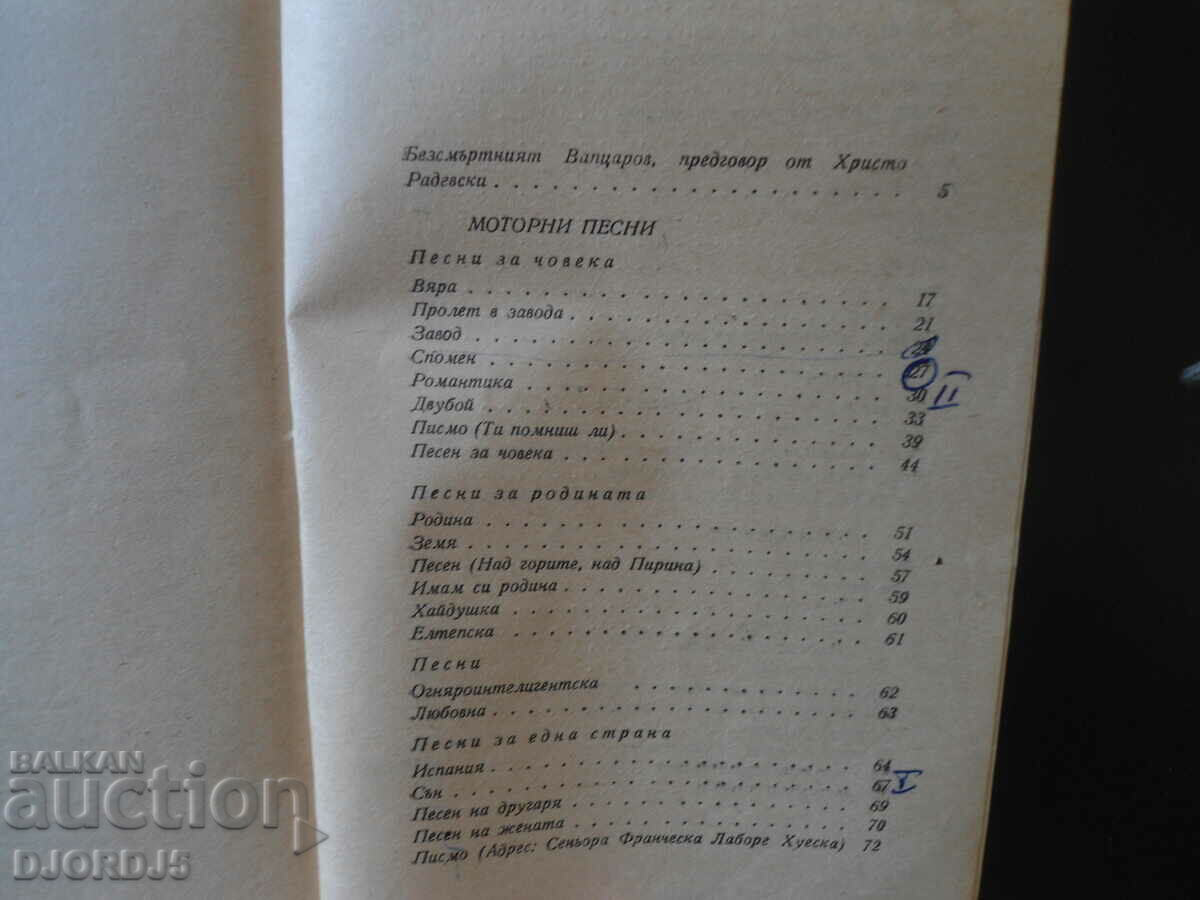 Безсмъртният Вапцаров, предговор от Христо
Радевски . . . . . . . . . . . . . . . . . . 5
МОТОРНИ ПЕСНИ
Песни за човека
Вяра . . . . . . . . . . . . . . . . . . 17
Пролет в завода . . . . . . . . . . . . . . . 21
Завод . . . . . . . . . . . . . . . . . . 24
Спомен . . . . . . . . . . . . . . . . . . 27
Романтика . . . . . . . . . . . . . . . . . 30 II
Двубой . . . . . . . . . . . . . . . . . . 33
Писмо (Ти помниш ли) . . . . . . . . . . . . 39
Песен за човека . . . . . . . . . . . . . . . 44
Песни за родината
Родина . . . . . . . . . . . . . . . . . . 51
Земя . . . . . . . . . . . . . . . . . . 54
Песен (Над горите, над Пирина) . . . . . . . . 57
Имам си родина . . . . . . . . . . . . . . . 59
Хайдушка . . . . . . . . . . . . . . . . . 60
Елтепска . . . . . . . . . . . . . . . . . 61
Песни
Огняроинтелигентска . . . . . . . . . . . 62
Любовна . . . . . . . . . . . . . . . . . . 63
Песни за една страна
Испания . . . . . . . . . . . . . . . . . . 64
Сън . . . . . . . . . . . . . . . . . . 67 I
Песен на другаря . . . . . . . . . . . . . . 69
Песен на жената . . . . . . . . . . . . . . 70
Писмо (Адрес: Сеньора Франческа Лаборе Хуеска) 72
BALKAN
auction
DJORDJ5